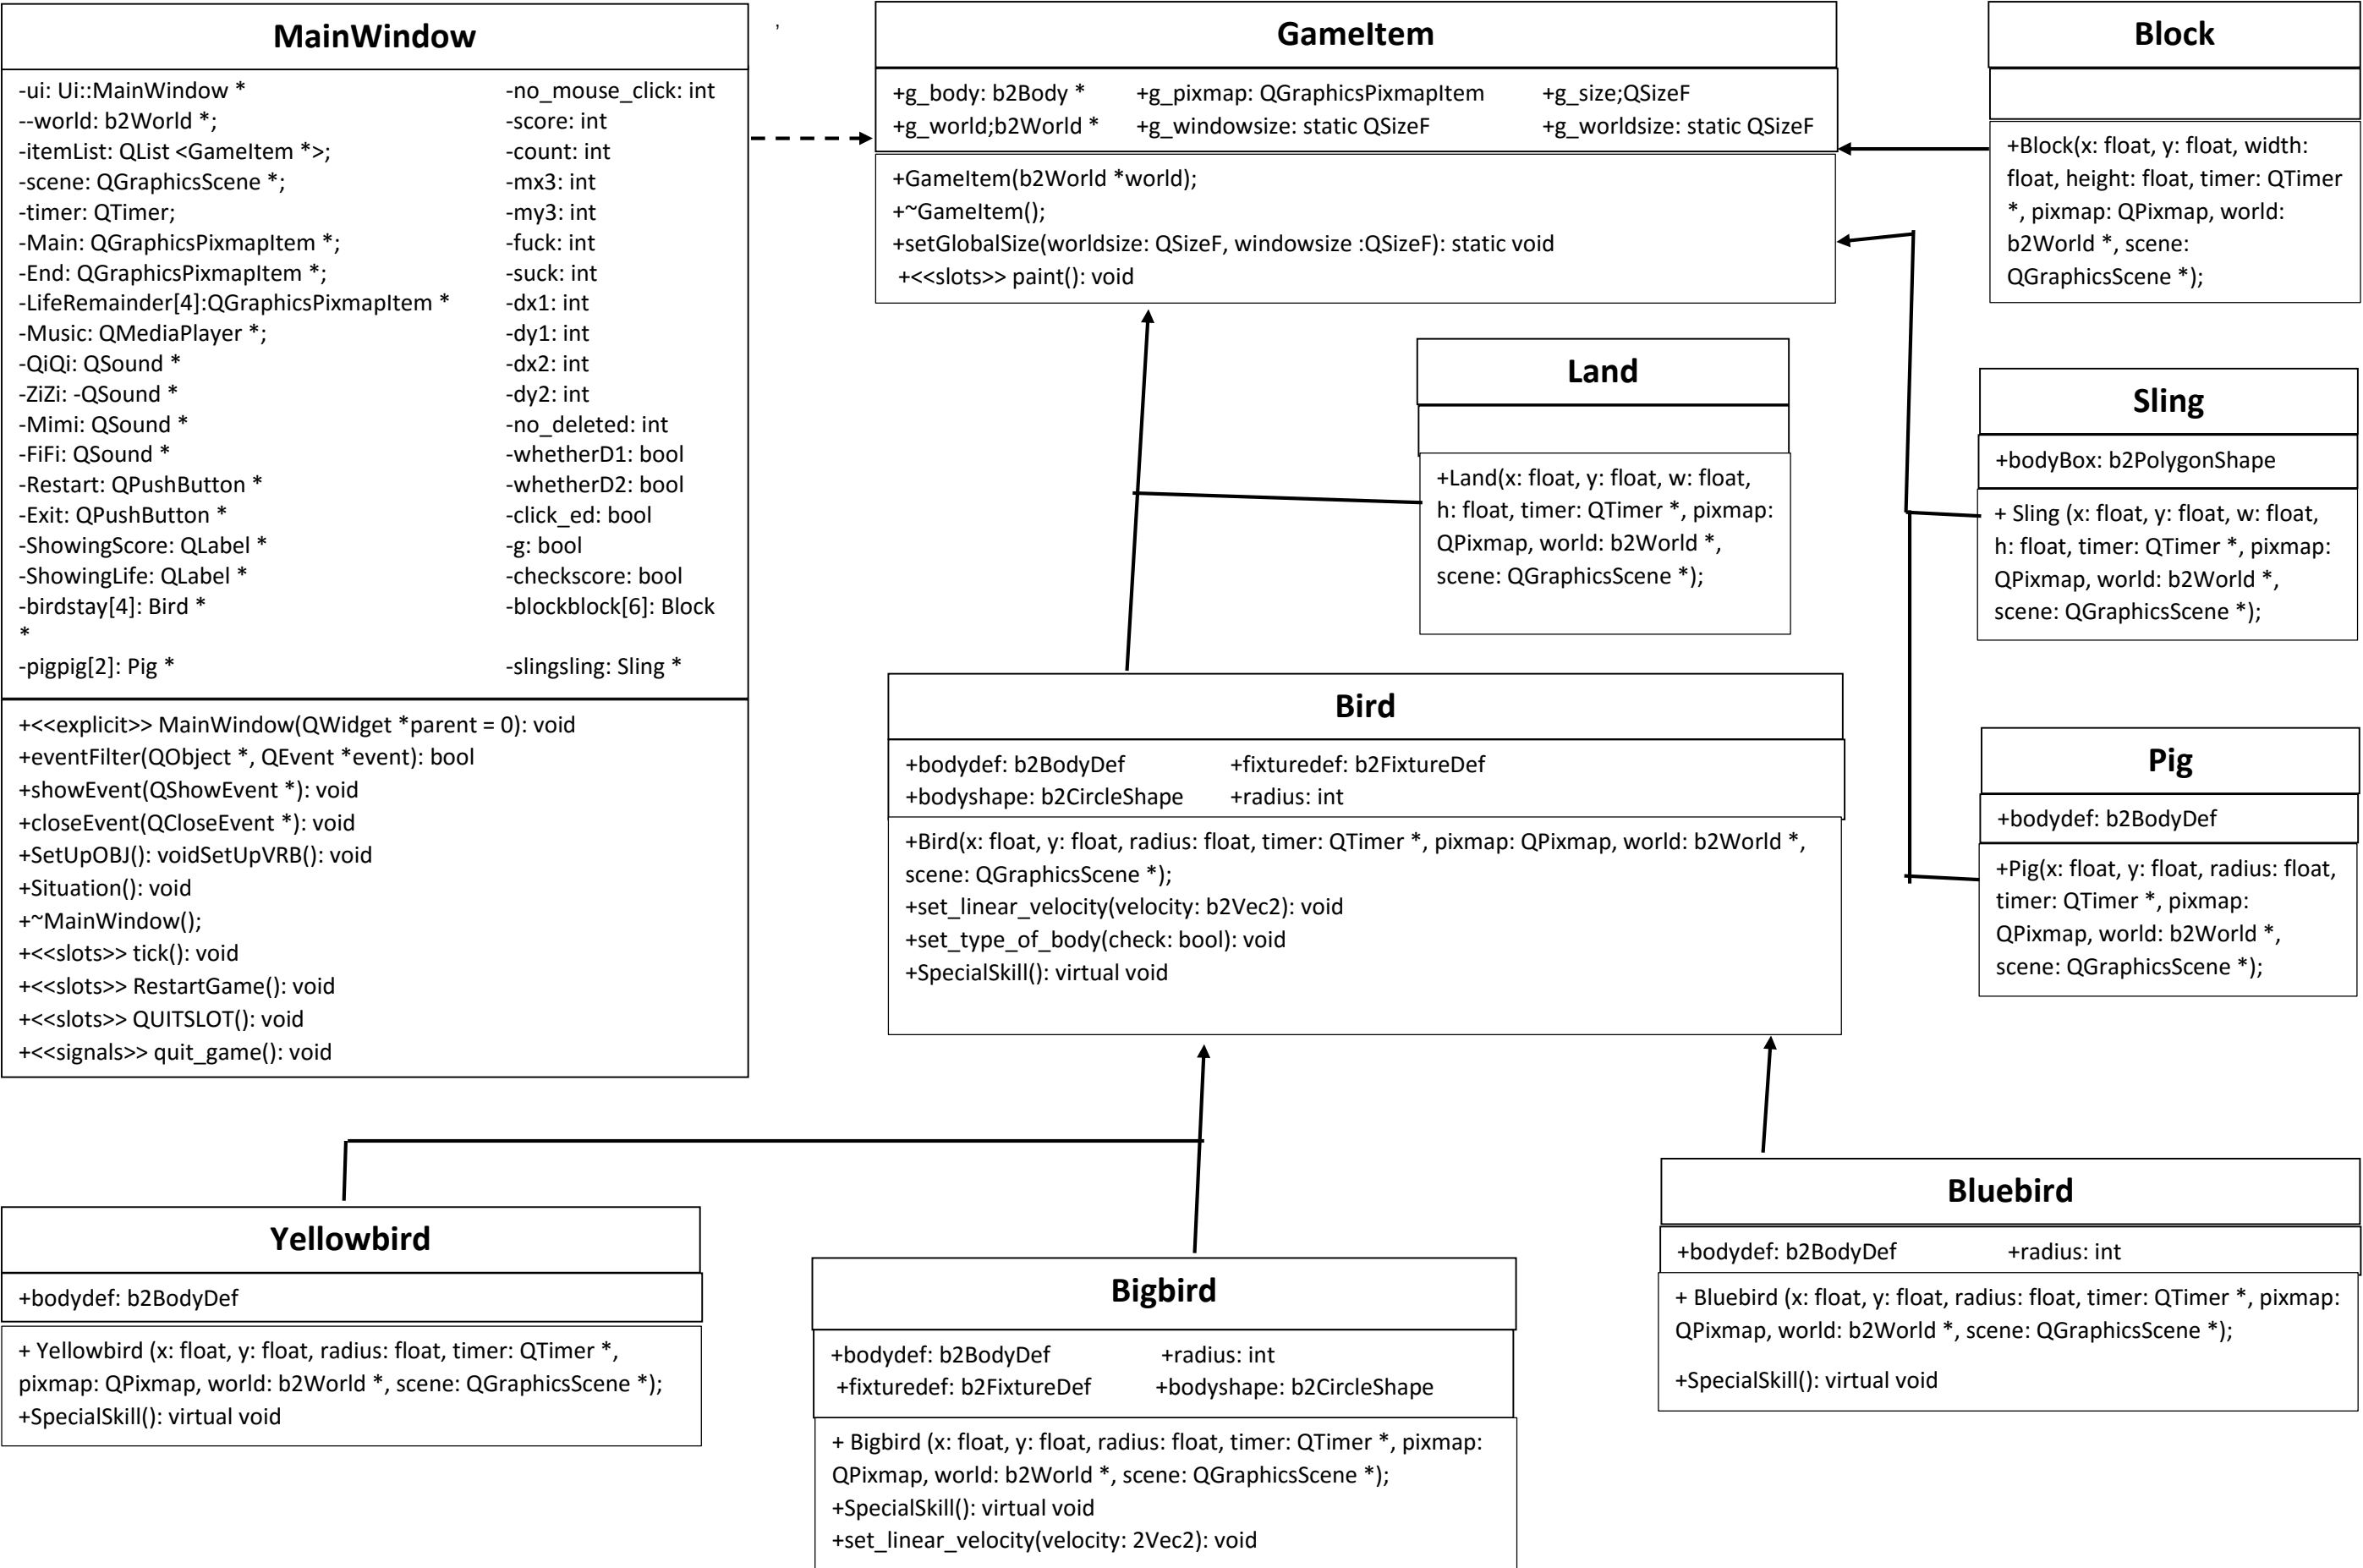 MainWindow
-ui: Ui::MainWindow * -no_mouse_click: int
--world: b2World *; -score: int
-itemList: QList <GameItem *>; -count: int
-scene: QGraphicsScene *; -mx3: int
-timer: QTimer; -my3: int
-Main: QGraphicsPixmapItem *; -fuck: int
-End: QGraphicsPixmapItem *; -suck: int
-LifeRemainder[4]:QGraphicsPixmapItem * -dx1: int
-Music: QMediaPlayer *; -dy1: int
-QiQi: QSound * -dx2: int
-ZiZi: -QSound * -dy2: int
-Mimi: QSound * -no_deleted: int
-FiFi: QSound * -whetherD1: bool
-Restart: QPushButton * -whetherD2: bool
-Exit: QPushButton * -click_ed: bool
-ShowingScore: QLabel * -g: bool
-ShowingLife: QLabel * -checkscore: bool
-birdstay[4]: Bird * -blockblock[6]: Block
*
-pigpig[2]: Pig * -slingsling: Sling *
+<<explicit>> MainWindow(QWidget *parent = 0): void
+eventFilter(QObject *, QEvent *event): bool
+showEvent(QShowEvent *): void
+closeEvent(QCloseEvent *): void
+SetUpOBJ(): voidSetUpVRB(): void
+Situation(): void
+~MainWindow();
+<<slots>> tick(): void
+<<slots>> RestartGame(): void
+<<slots>> QUITSLOT(): void
+<<signals>> quit_game(): void
,
GameItem
+g_body: b2Body * +g_pixmap: QGraphicsPixmapItem +g_size;QSizeF
+g_world;b2World * +g_windowsize: static QSizeF +g_worldsize: static QSizeF
+GameItem(b2World *world);
+~GameItem();
+setGlobalSize(worldsize: QSizeF, windowsize :QSizeF): static void
+<<slots>> paint(): void
Block
+Block(x: float, y: float, width:
float, height: float, timer: QTimer
*, pixmap: QPixmap, world:
b2World *, scene:
QGraphicsScene *);
Land
+Land(x: float, y: float, w: float,
h: float, timer: QTimer *, pixmap:
QPixmap, world: b2World *,
scene: QGraphicsScene *);
Sling
+bodyBox: b2PolygonShape
+ Sling (x: float, y: float, w: float,
h: float, timer: QTimer *, pixmap:
QPixmap, world: b2World *,
scene: QGraphicsScene *);
Bird
+bodydef: b2BodyDef +fixturedef: b2FixtureDef
+bodyshape: b2CircleShape +radius: int
+Bird(x: float, y: float, radius: float, timer: QTimer *, pixmap: QPixmap, world: b2World *,
scene: QGraphicsScene *);
+set_linear_velocity(velocity: b2Vec2): void
+set_type_of_body(check: bool): void
+SpecialSkill(): virtual void
Pig
+bodydef: b2BodyDef
+Pig(x: float, y: float, radius: float,
timer: QTimer *, pixmap:
QPixmap, world: b2World *,
scene: QGraphicsScene *);
Yellowbird
+bodydef: b2BodyDef
+ Yellowbird (x: float, y: float, radius: float, timer: QTimer *,
pixmap: QPixmap, world: b2World *, scene: QGraphicsScene *);
+SpecialSkill(): virtual void
Bigbird
+bodydef: b2BodyDef +radius: int
+fixturedef: b2FixtureDef +bodyshape: b2CircleShape
+ Bigbird (x: float, y: float, radius: float, timer: QTimer *, pixmap:
QPixmap, world: b2World *, scene: QGraphicsScene *);
+SpecialSkill(): virtual void
+set_linear_velocity(velocity: 2Vec2): void
Bluebird
+bodydef: b2BodyDef +radius: int
+ Bluebird (x: float, y: float, radius: float, timer: QTimer *, pixmap:
QPixmap, world: b2World *, scene: QGraphicsScene *);
+SpecialSkill(): virtual void